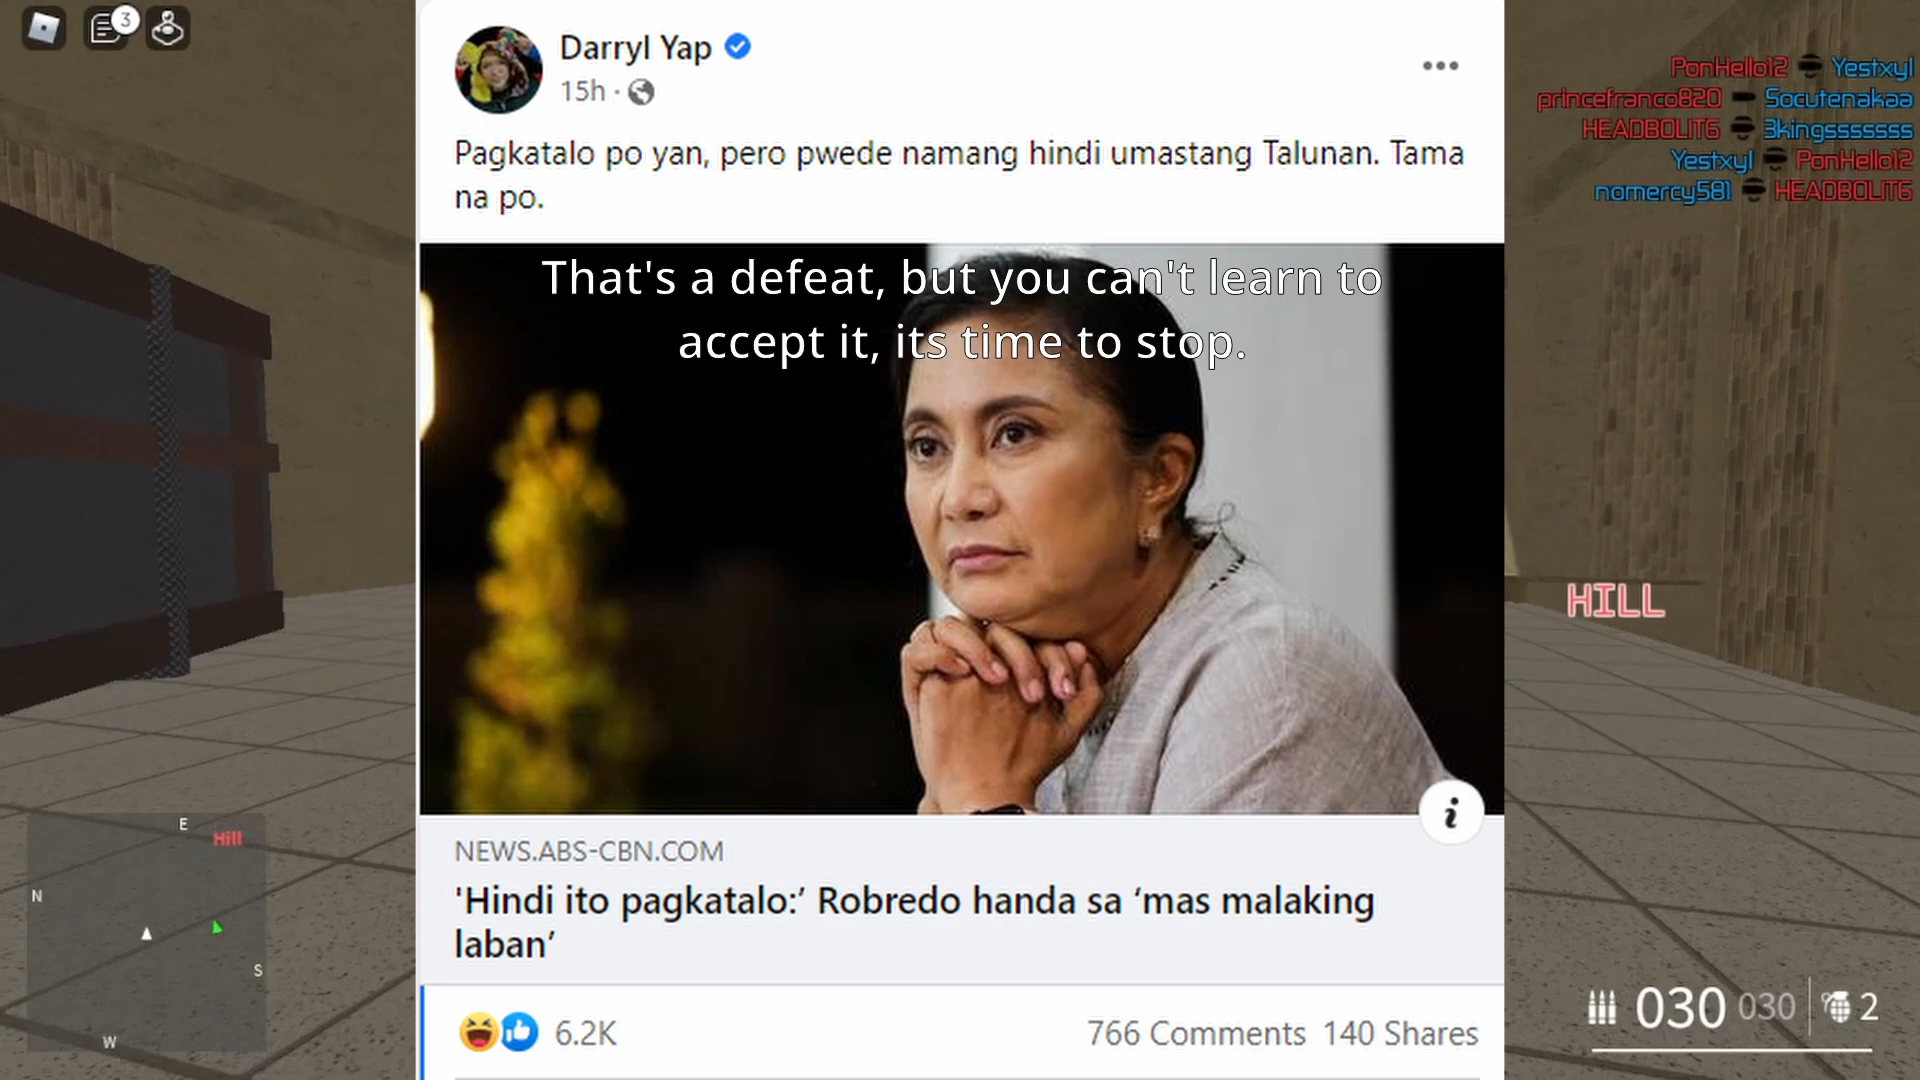 3
Darryl Yap
15h ·
Pagkatalo po yan, pero pwede namang hindi umastang Talunan. Tama
na po.
That's a defeat, but you can't learn to
accept it, its time to stop.
NEWS.ABS-CBN.COM
'Hindi ito pagkatalo:’ Robredo handa sa ‘mas malaking
laban’
6.2K
766 Comments 140 Shares
PonHello12 Yestxyl
princefranco820 Socutenakaa
HEADBOLIT6 3kingsssssss
Yestxyl PonHello12
nomercy581 HEADBOLIT6
HILL
E
Hill
N
S
W
030 030 2